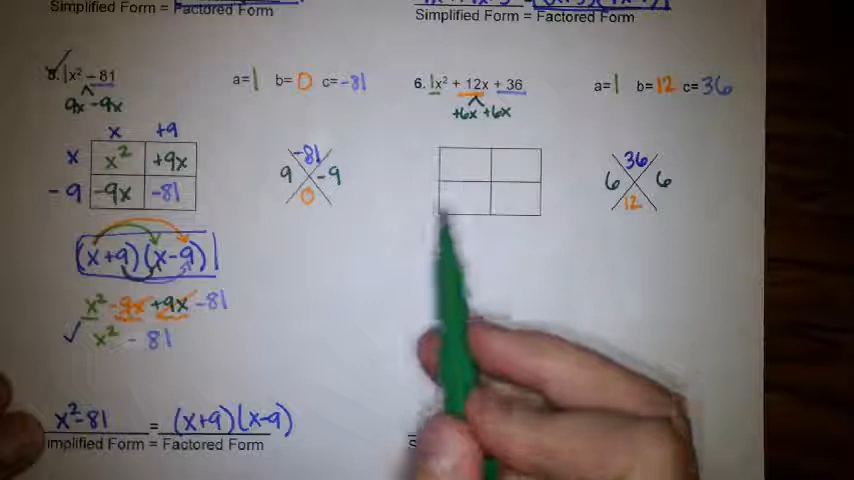 Simplified Form = Factored Form
Simplified Form = Factored Form
5. 1x² - 81
a=1 b=0 c=-81
9x -9x
x +9
x x² +9x
-9 -9x -81
-81
9 -9
0
(x+9)(x-9)
x² -9x +9x -81
x² - 81
x²-81 = (x+9)(x-9)
implified Form = Factored Form
6. 1x² + 12x + 36
a=1 b=12 c=36
+6x +6x
36
6 6
12
S